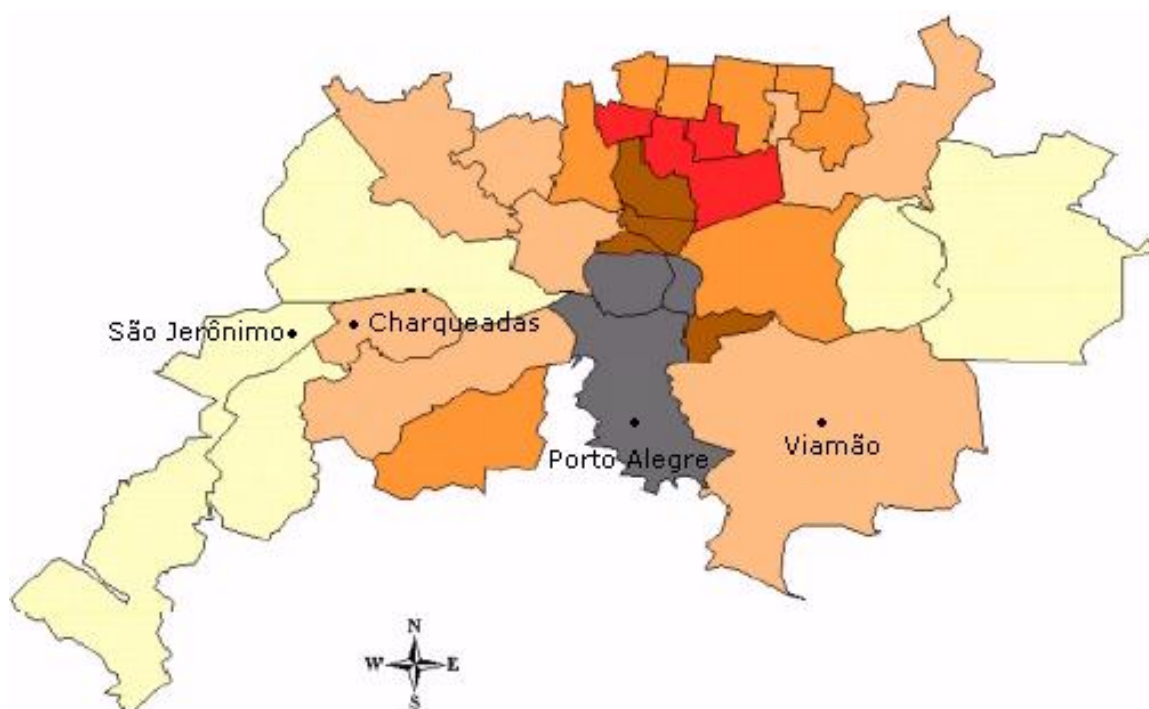 São Jerônimo
Charqueadas
Porto Alegre
Viamão
N
W E
S